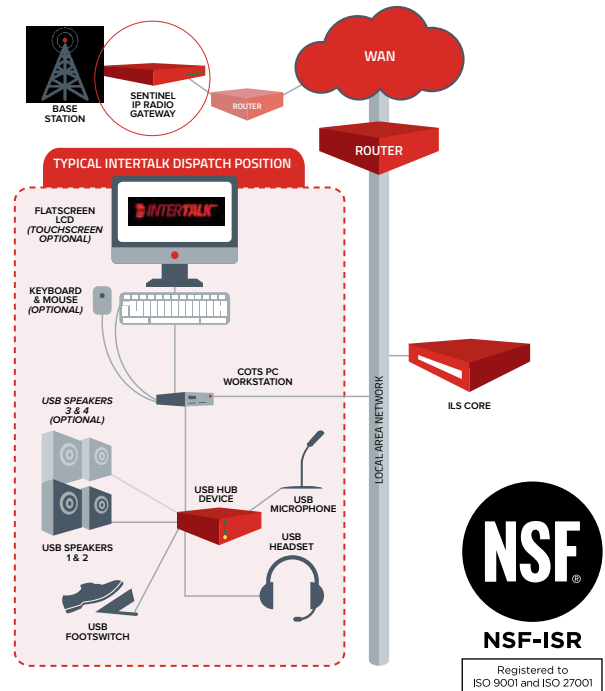 WAN
BASE
STATION
SENTINEL
IP RADIO
GATEWAY
ROUTER
ROUTER
TYPICAL INTERTALK DISPATCH POSITION
FLATSCREEN
LCD
(TOUCHSCREEN
OPTIONAL)
INTERTALK
KEYBOARD
& MOUSE
(OPTIONAL)
COTS PC
WORKSTATION
ILS CORE
LOCAL AREA NETWORK
USB SPEAKERS
3 & 4
(OPTIONAL)
USB HUB
DEVICE
USB
MICROPHONE
USB SPEAKERS
1 & 2
USB
HEADSET
USB
FOOTSWITCH
NSF®
NSF-ISR
Registered to
ISO 9001 and ISO 27001